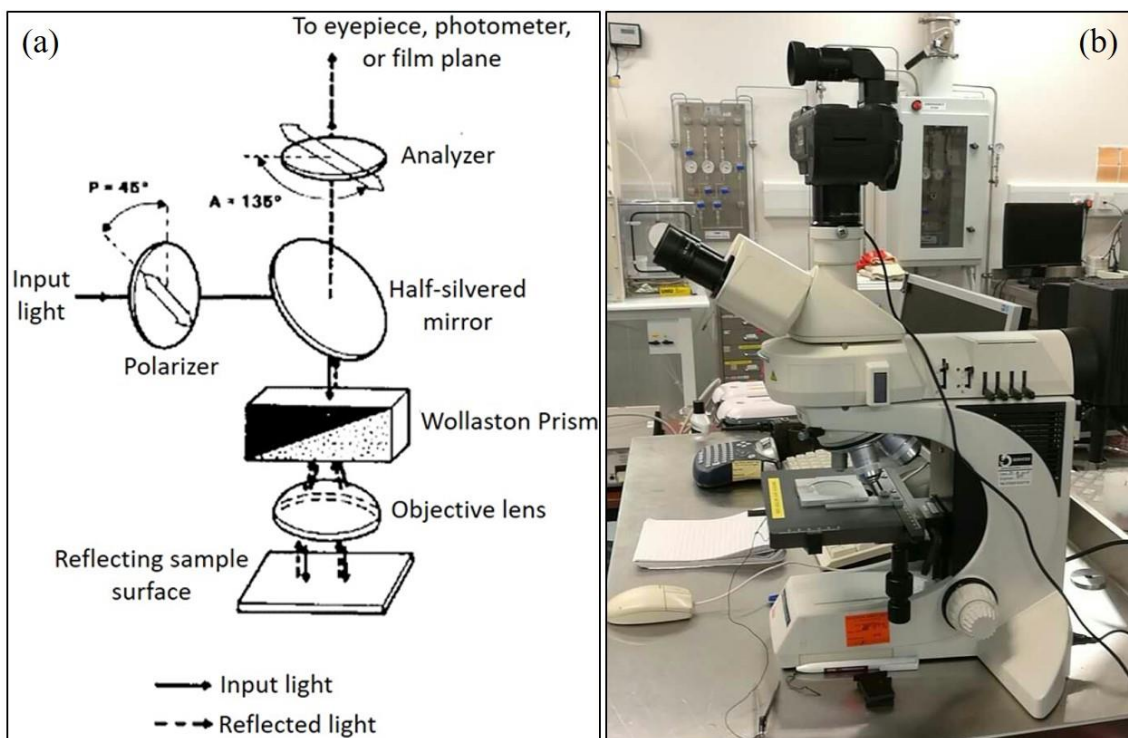 (a)
To eyepiece, photometer,
or film plane
Analyzer
P = 45°
A = 135°
Input
light
Half-silvered
mirror
Polarizer
Wollaston Prism
Objective lens
Reflecting sample
surface
Input light
Reflected light
(b)